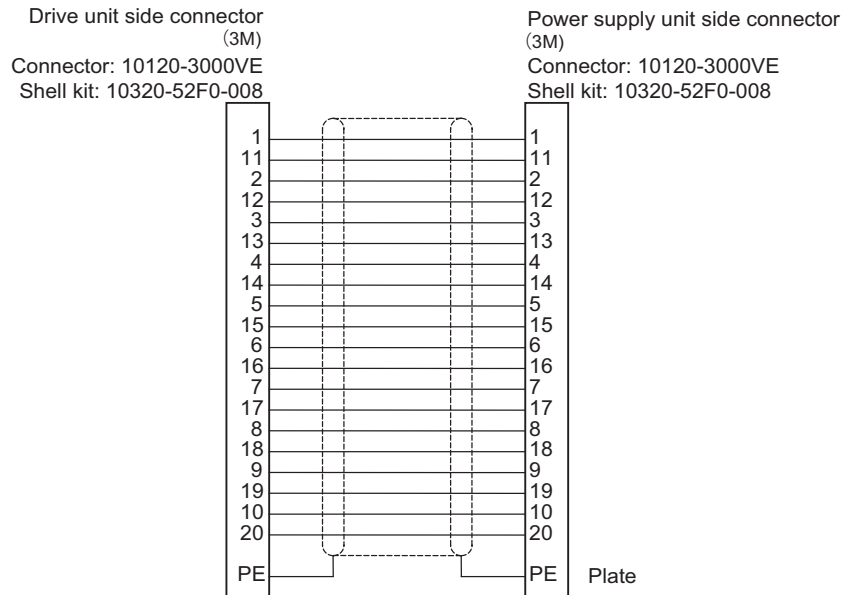 Drive unit side connector
(3M)
Connector: 10120-3000VE
Shell kit: 10320-52F0-008
Power supply unit side connector
(3M)
Connector: 10120-3000VE
Shell kit: 10320-52F0-008
1 1
11 11
2 2
12 12
3 3
13 13
4 4
14 14
5 5
15 15
6 6
16 16
7 7
17 17
8 8
18 18
9 9
19 19
10 10
20 20
PE PE Plate